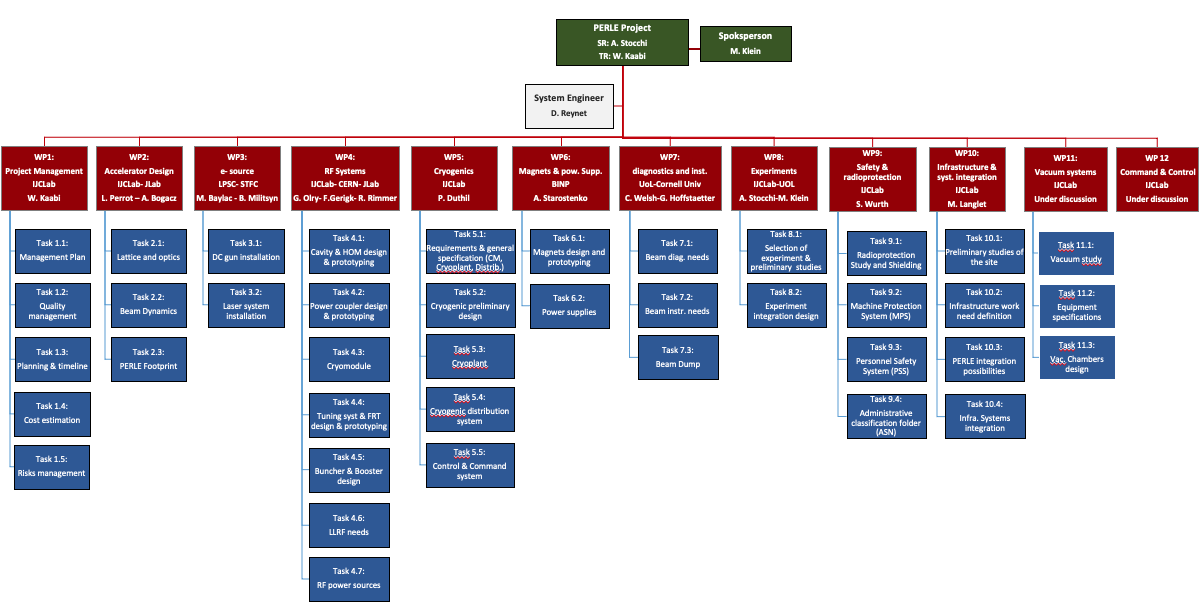 PERLE Project
SR: A. Stocchi
TR: W. Kaabi
Spoksperson
M. Klein
System Engineer
D. Reynet
WP1:
Project Management
IJCLab
W. Kaabi
WP2:
Accelerator Design
IJCLab- JLab
L. Perrot – A. Bogacz
WP3:
e- source
LPSC- STFC
M. Baylac - B. Militsyn
WP4:
RF Systems
IJCLab- CERN- JLab
G. Olry- F.Gerigk- R. Rimmer
WP5:
Cryogenics
IJCLab
P. Duthil
WP6:
Magnets & pow. Supp.
BINP
A. Starostenko
WP7:
diagnostics and inst.
UoL-Cornell Univ
C. Welsh-G. Hoffstaetter
WP8:
Experiments
IJCLab-UOL
A. Stocchi-M. Klein
WP9:
Safety &
radioprotection
IJCLab
S. Wurth
WP10:
Infrastructure &
syst. integration
IJCLab
M. Langlet
WP11:
Vacuum systems
IJCLab
Under discussion
WP 12
Command & Control
IJCLab
Under discussion
Task 1.1:
Management Plan
Task 1.2:
Quality
management
Task 1.3:
Planning & timeline
Task 1.4:
Cost estimation
Task 1.5:
Risks management
Task 2.1:
Lattice and optics
Task 2.2:
Beam Dynamics
Task 2.3:
PERLE Footprint
Task 3.1:
DC gun installation
Task 3.2:
Laser system
installation
Task 4.1:
Cavity & HOM design
& prototyping
Task 4.2:
Power coupler design
& prototyping
Task 4.3:
Cryomodule
Task 4.4:
Tuning syst & FRT
design & prototyping
Task 4.5:
Buncher & Booster
design
Task 4.6:
LLRF needs
Task 4.7:
RF power sources
Task 5.1:
Requirements & general
specification (CM,
Cryoplant, Distrib.)
Task 5.2:
Cryogenic preliminary
design
Task 5.3:
Cryoplant
Task 5.4:
Cryogenic distribution
system
Task 5.5:
Control & Command
system
Task 6.1:
Magnets design and
prototyping
Task 6.2:
Power supplies
Task 7.1:
Beam diag. needs
Task 7.2:
Beam instr. needs
Task 7.3:
Beam Dump
Task 8.1:
Selection of
experiment &
preliminary studies
Task 8.2:
Experiment
integration design
Task 9.1:
Radioprotection
Study and Shielding
Task 9.2:
Machine Protection
System (MPS)
Task 9.3:
Personnel Safety
System (PSS)
Task 9.4:
Administrative
classification folder
(ASN)
Task 10.1:
Preliminary studies of
the site
Task 10.2:
Infrastructure work
need definition
Task 10.3:
PERLE integration
possibilities
Task 10.4:
Infra. Systems
integration
Task 11.1:
Vacuum study
Task 11.2:
Equipment
specifications
Task 11.3:
Vac. Chambers
design